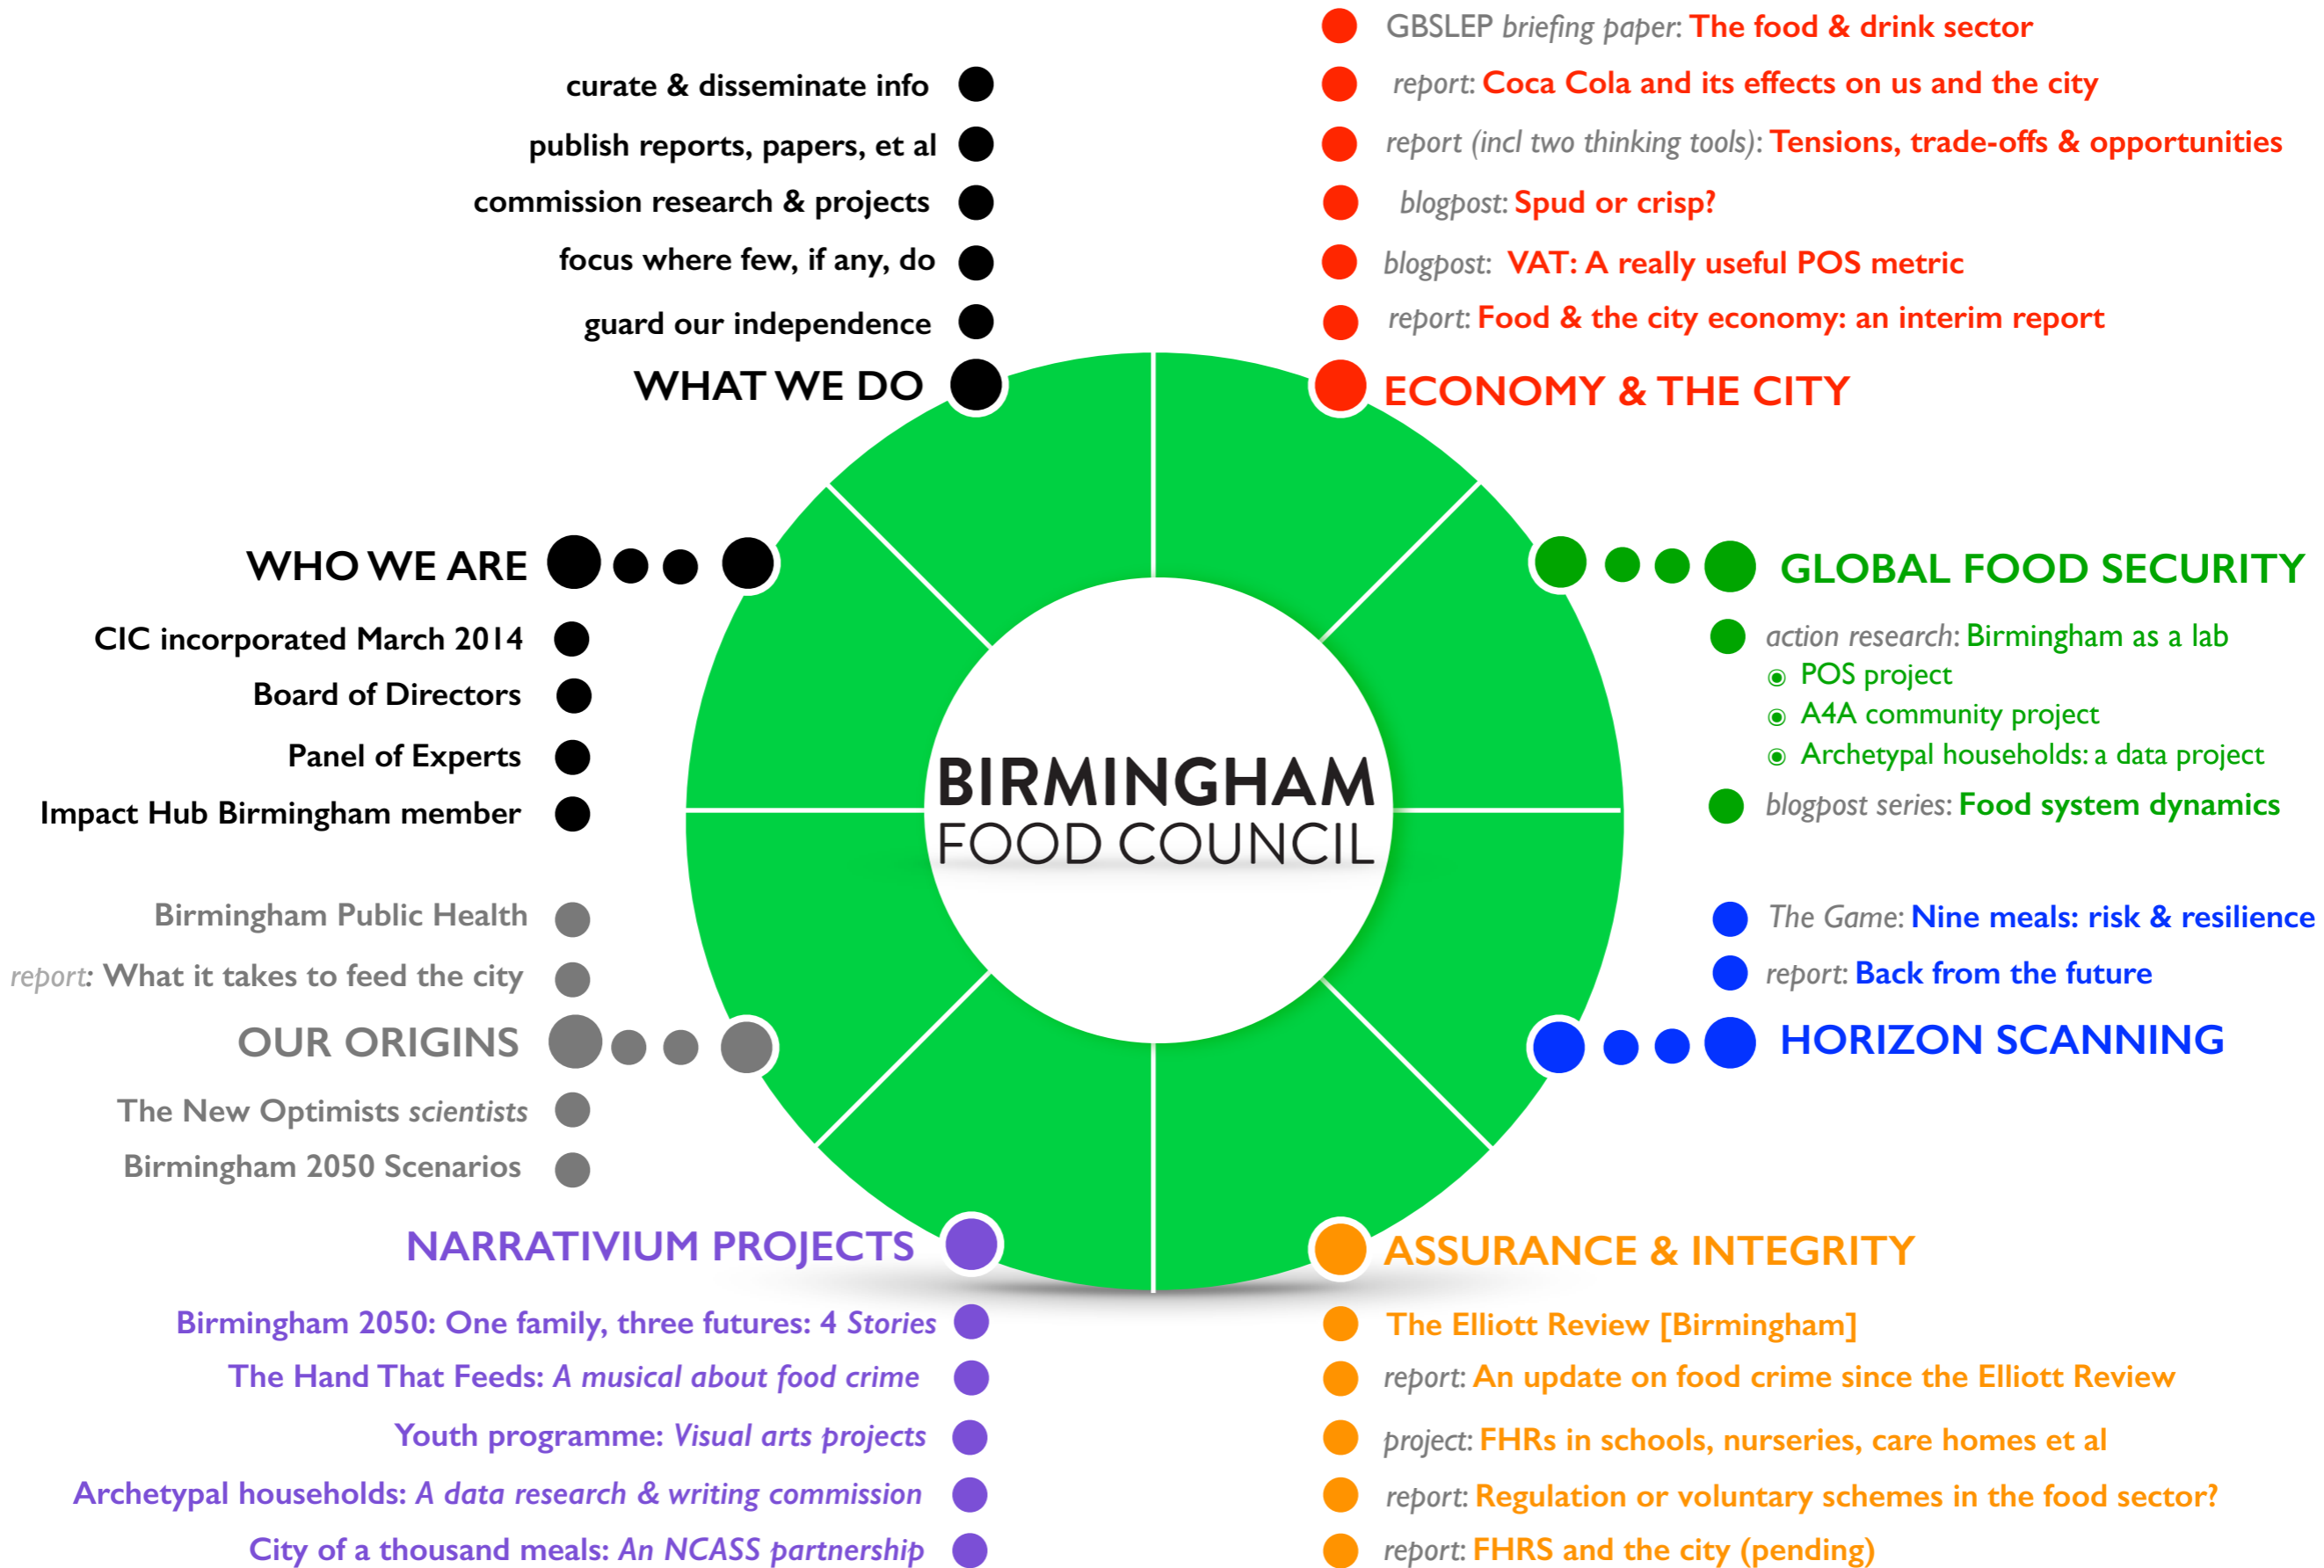 curate & disseminate info
publish reports, papers, et al
commission research & projects
focus where few, if any, do
guard our independence
WHAT WE DO
GBSLEP briefing paper: The food & drink sector
report: Coca Cola and its effects on us and the city
report (incl two thinking tools): Tensions, trade-offs & opportunities
blogpost: Spud or crisp?
blogpost: VAT: A really useful POS metric
report: Food & the city economy: an interim report
ECONOMY & THE CITY
WHO WE ARE
CIC incorporated March 2014
Board of Directors
Panel of Experts
Impact Hub Birmingham member
GLOBAL FOOD SECURITY
action research: Birmingham as a lab
POS project
A4A community project
Archetypal households: a data project
blogpost series: Food system dynamics
BIRMINGHAM
FOOD COUNCIL
Birmingham Public Health
report: What it takes to feed the city
OUR ORIGINS
The New Optimists scientists
Birmingham 2050 Scenarios
The Game: Nine meals: risk & resilience
report: Back from the future
HORIZON SCANNING
NARRATIVIUM PROJECTS
Birmingham 2050: One family, three futures: 4 Stories
The Hand That Feeds: A musical about food crime
Youth programme: Visual arts projects
Archetypal households: A data research & writing commission
City of a thousand meals: An NCASS partnership
ASSURANCE & INTEGRITY
The Elliott Review [Birmingham]
report: An update on food crime since the Elliott Review
project: FHRs in schools, nurseries, care homes et al
report: Regulation or voluntary schemes in the food sector?
report: FHRS and the city (pending)